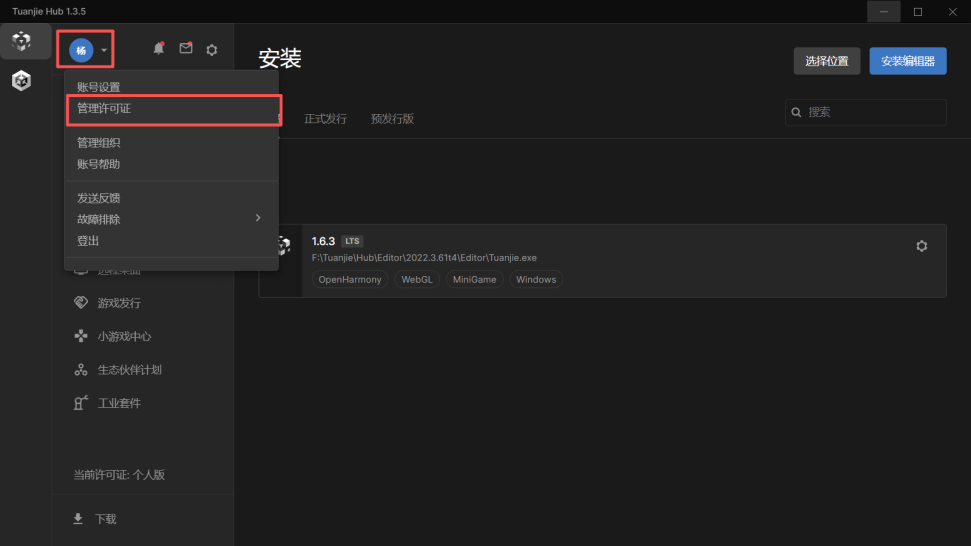 Tuanjie Hub 1.3.5
杨
安装
选择位置
安装编辑器
账号设置
管理许可证
管理组织
账号帮助
发送反馈
故障排除
登出
正式发行
预发行版
搜索
1.6.3 LTS
F:\Tuanjie\Hub\Editor\2022.3.61t4\Editor\Tuanjie.exe
OpenHarmony WebGL MiniGame Windows
远程桌面
游戏发行
小游戏中心
生态伙伴计划
工业套件
当前许可证: 个人版
下载